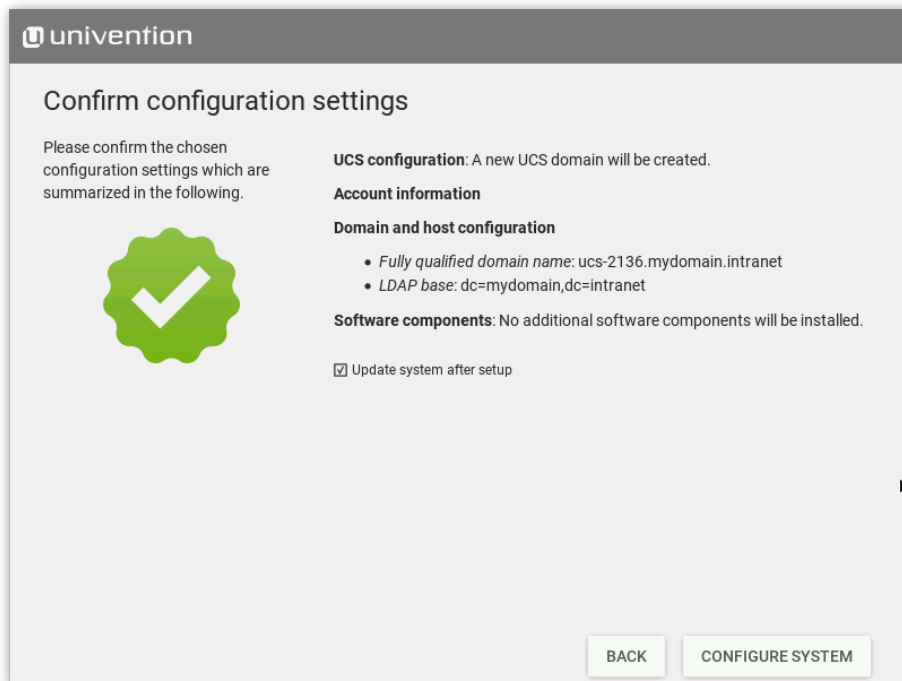 univention
Confirm configuration settings
Please confirm the chosen
configuration settings which are
summarized in the following.
UCS configuration: A new UCS domain will be created.
Account information
Domain and host configuration
• Fully qualified domain name: ucs-2136.mydomain.intranet
• LDAP base: dc=mydomain,dc=intranet
Software components: No additional software components will be installed.
Update system after setup
BACK
CONFIGURE SYSTEM